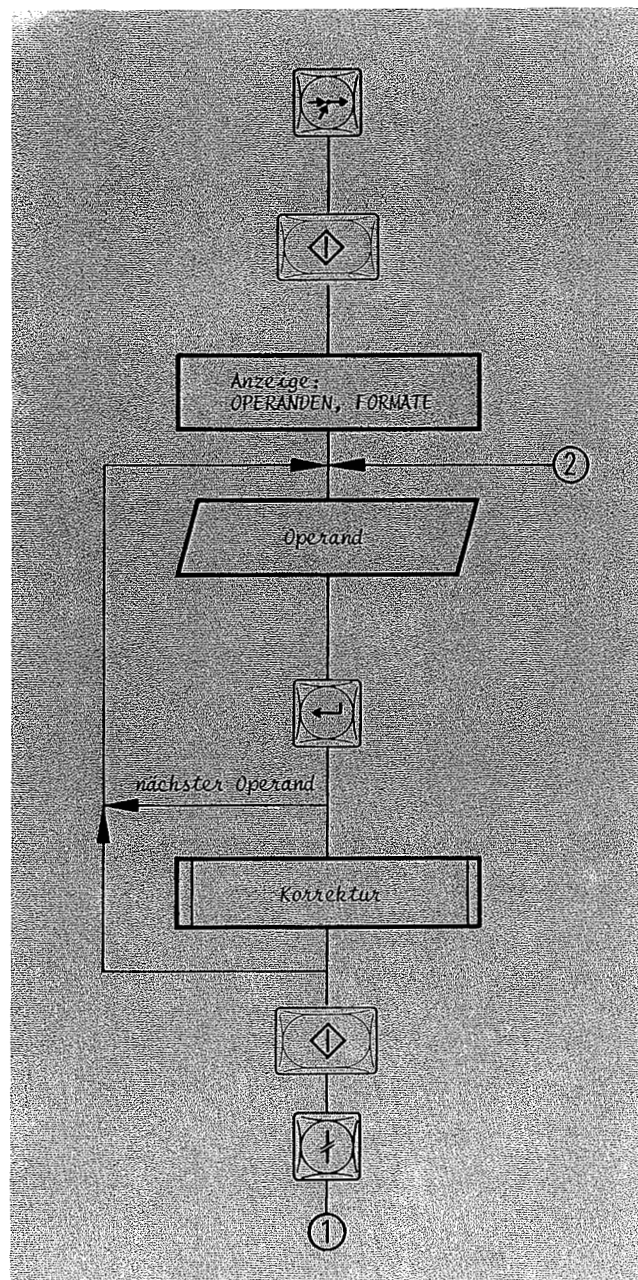 Anzeige:
OPERANDEN, FORMATE
2
Operand
nächster Operand
Korrektur
1